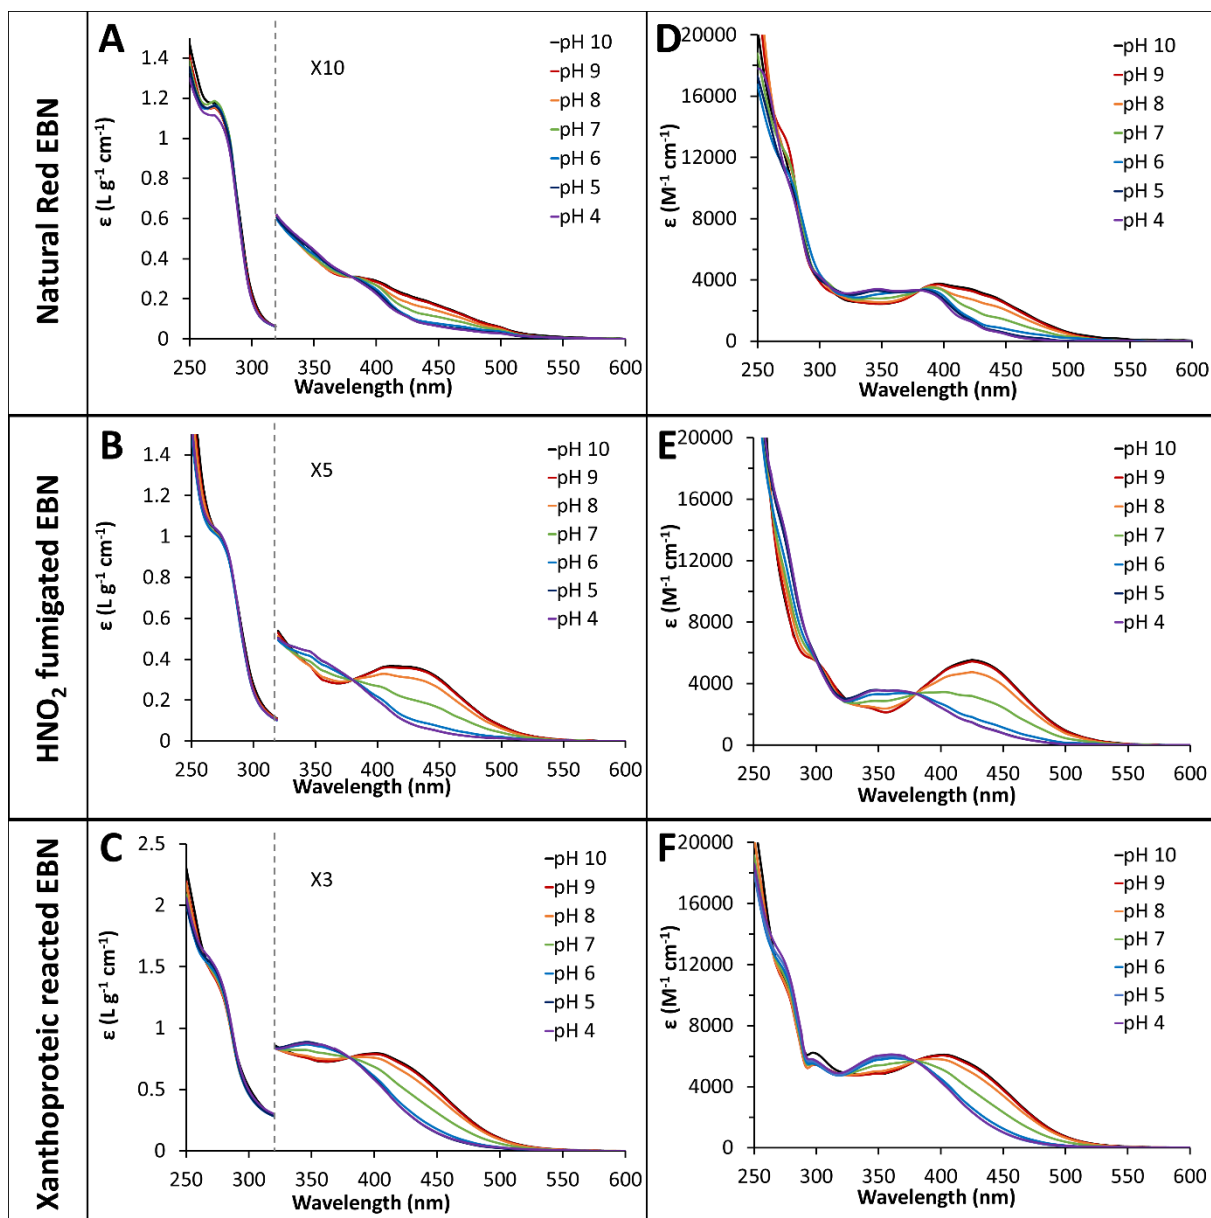 Natural Red EBN
A
X10
ε (L g⁻¹ cm⁻¹)
1.4
1.2
1
0.8
0.6
0.4
0.2
0
250 300 350 400 450 500 550 600
Wavelength (nm)
pH 10
pH 9
pH 8
pH 7
pH 6
pH 5
pH 4
D
ε (M⁻¹ cm⁻¹)
20000
16000
12000
8000
4000
0
250 300 350 400 450 500 550 600
Wavelength (nm)
pH 10
pH 9
pH 8
pH 7
pH 6
pH 5
pH 4
HNO₂ fumigated EBN
B
X5
ε (L g⁻¹ cm⁻¹)
1.4
1.2
1
0.8
0.6
0.4
0.2
0
250 300 350 400 450 500 550 600
Wavelength (nm)
pH 10
pH 9
pH 8
pH 7
pH 6
pH 5
pH 4
E
ε (M⁻¹ cm⁻¹)
20000
16000
12000
8000
4000
0
250 300 350 400 450 500 550 600
Wavelength (nm)
pH 10
pH 9
pH 8
pH 7
pH 6
pH 5
pH 4
Xanthoproteic reacted EBN
C
X3
ε (L g⁻¹ cm⁻¹)
2.5
2
1.5
1
0.5
0
250 300 350 400 450 500 550 600
Wavelength (nm)
pH 10
pH 9
pH 8
pH 7
pH 6
pH 5
pH 4
F
ε (M⁻¹ cm⁻¹)
20000
16000
12000
8000
4000
0
250 300 350 400 450 500 550 600
Wavelength (nm)
pH 10
pH 9
pH 8
pH 7
pH 6
pH 5
pH 4